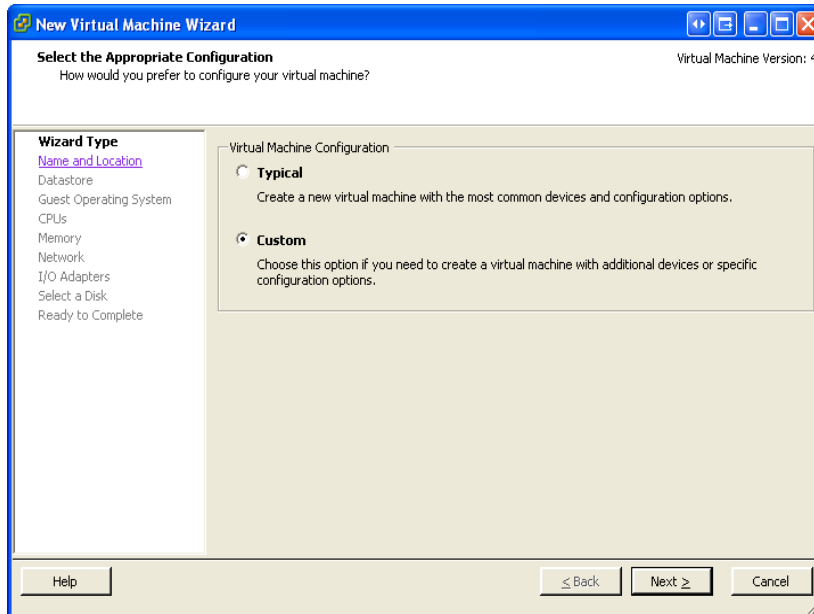 New Virtual Machine Wizard
Select the Appropriate Configuration
How would you prefer to configure your virtual machine?
Virtual Machine Version: 4
Wizard Type
Name and Location
Datastore
Guest Operating System
CPUs
Memory
Network
I/O Adapters
Select a Disk
Ready to Complete
Virtual Machine Configuration
Typical
Create a new virtual machine with the most common devices and configuration options.
Custom
Choose this option if you need to create a virtual machine with additional devices or specific
configuration options.
Help
< Back
Next >
Cancel